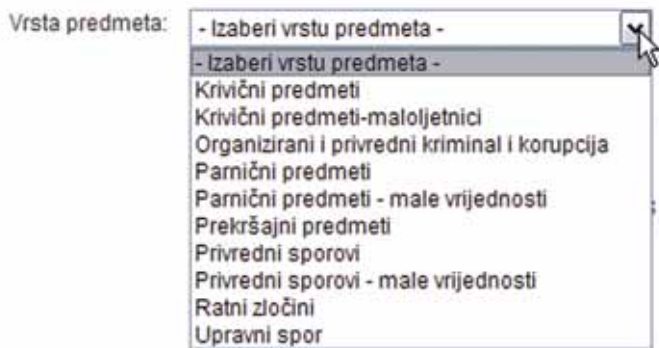 Vrsta predmeta: - Izaberi vrstu predmeta -
- Izaberi vrstu predmeta -
Krivični predmeti
Krivični predmeti-maloljetnici
Organizirani i privredni kriminal i korupcija
Parnični predmeti
Parnični predmeti - male vrijednosti
Prekršajni predmeti
Privredni sporovi
Privredni sporovi - male vrijednosti
Ratni zločini
Upravni spor